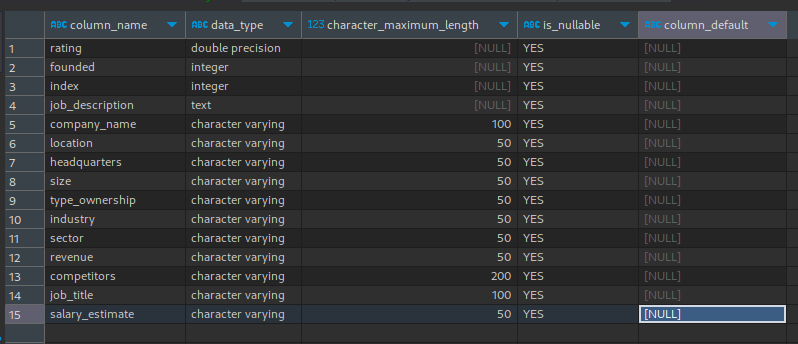 ABC column_name ABC data_type 123 character_maximum_length ABC is_nullable ABC column_default
1 rating double precision [NULL] YES [NULL]
2 founded integer [NULL] YES [NULL]
3 index integer [NULL] YES [NULL]
4 job_description text [NULL] YES [NULL]
5 company_name character varying 100 YES [NULL]
6 location character varying 50 YES [NULL]
7 headquarters character varying 50 YES [NULL]
8 size character varying 50 YES [NULL]
9 type_ownership character varying 50 YES [NULL]
10 industry character varying 50 YES [NULL]
11 sector character varying 50 YES [NULL]
12 revenue character varying 50 YES [NULL]
13 competitors character varying 200 YES [NULL]
14 job_title character varying 100 YES [NULL]
15 salary_estimate character varying 50 YES [NULL]